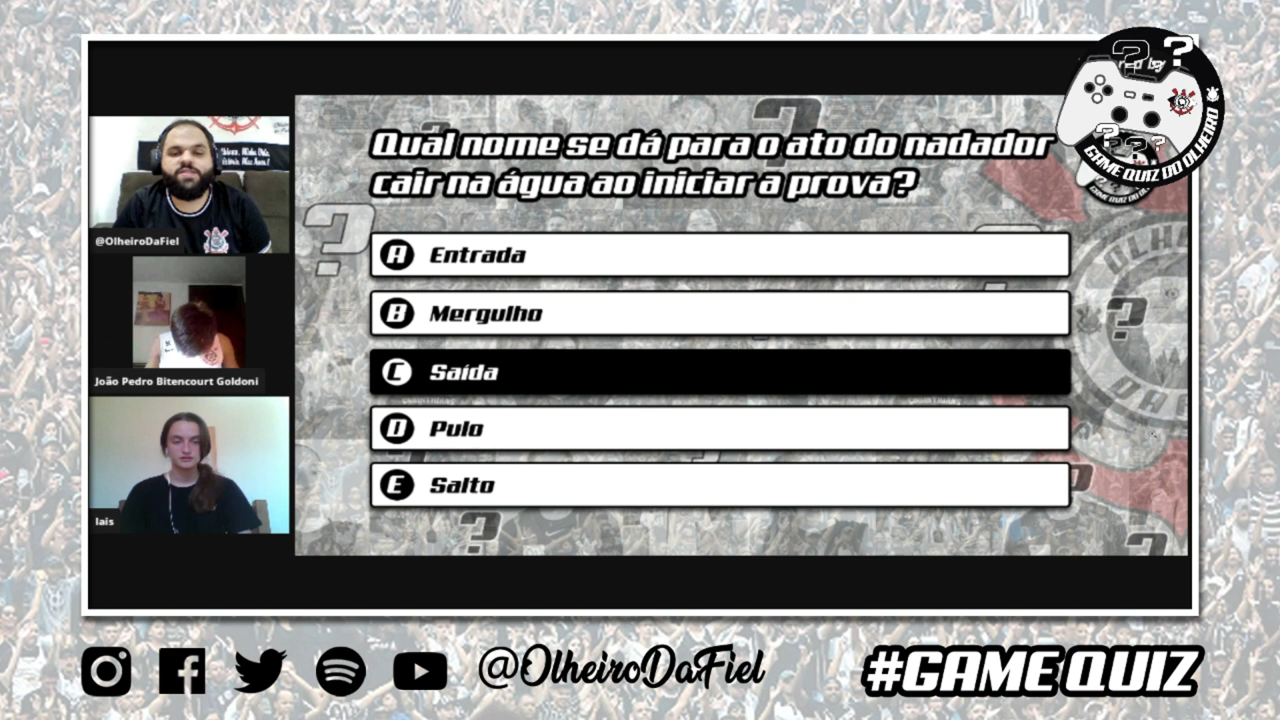 Qual nome se dá para o ato do nadador
cair na água ao iniciar a prova?
@OlheiroDaFiel
A Entrada
B Mergulho
João Pedro Bitencourt Goldoni
C Saída
D Pulo
lais
E Salto
GAME QUIZ DO OLHEIRO
@OlheiroDaFiel
#GAME QUIZ